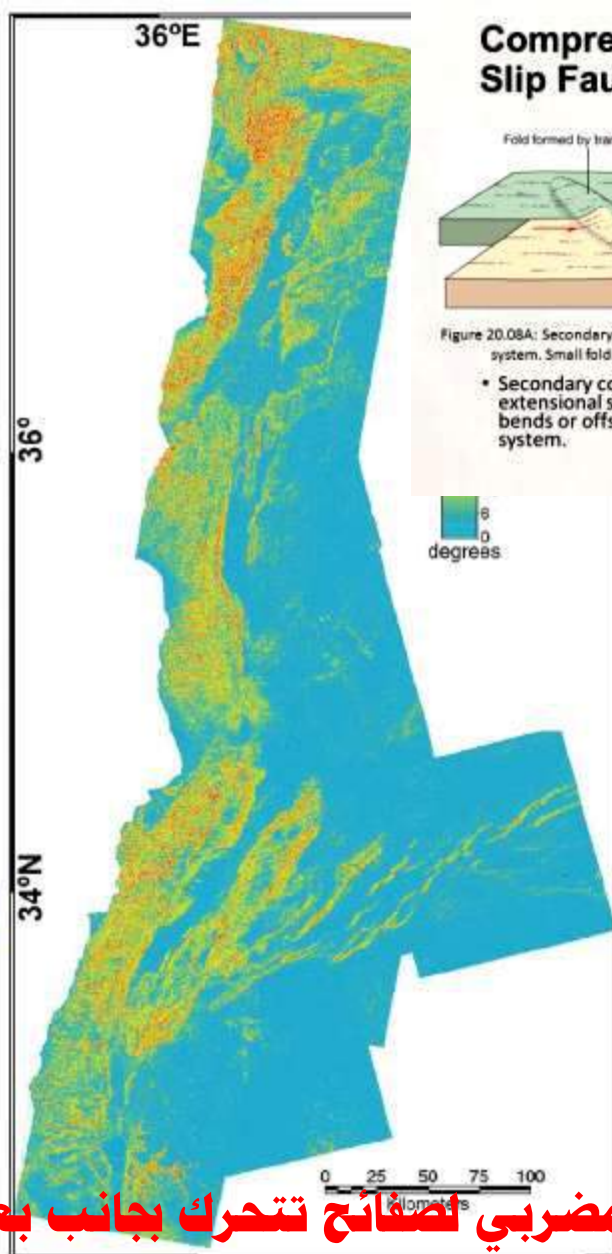 36ºE
Compre
Slip Fau
Fold formed by tra
Figure 20.08A: Secondary
system. Small fold
• Secondary co
extensional s
bends or offs
system.
36º
6
0
degrees
34ºN
0 25 50 75 100
Kilometers
مضربي لصفائح تتحرك بجانب بع